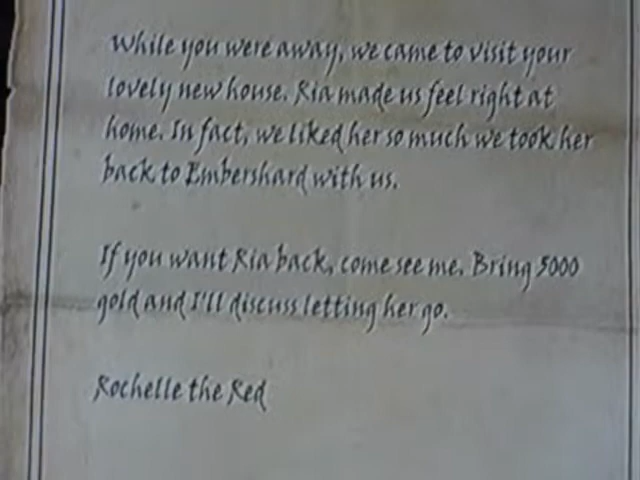 While you were away, we came to visit your
lovely new house. Ria made us feel right at
home. In fact, we liked her so much we took her
back to Embershard with us.
If you want Ria back, come see me. Bring 5000
gold and I'll discuss letting her go.
Rochelle the Red